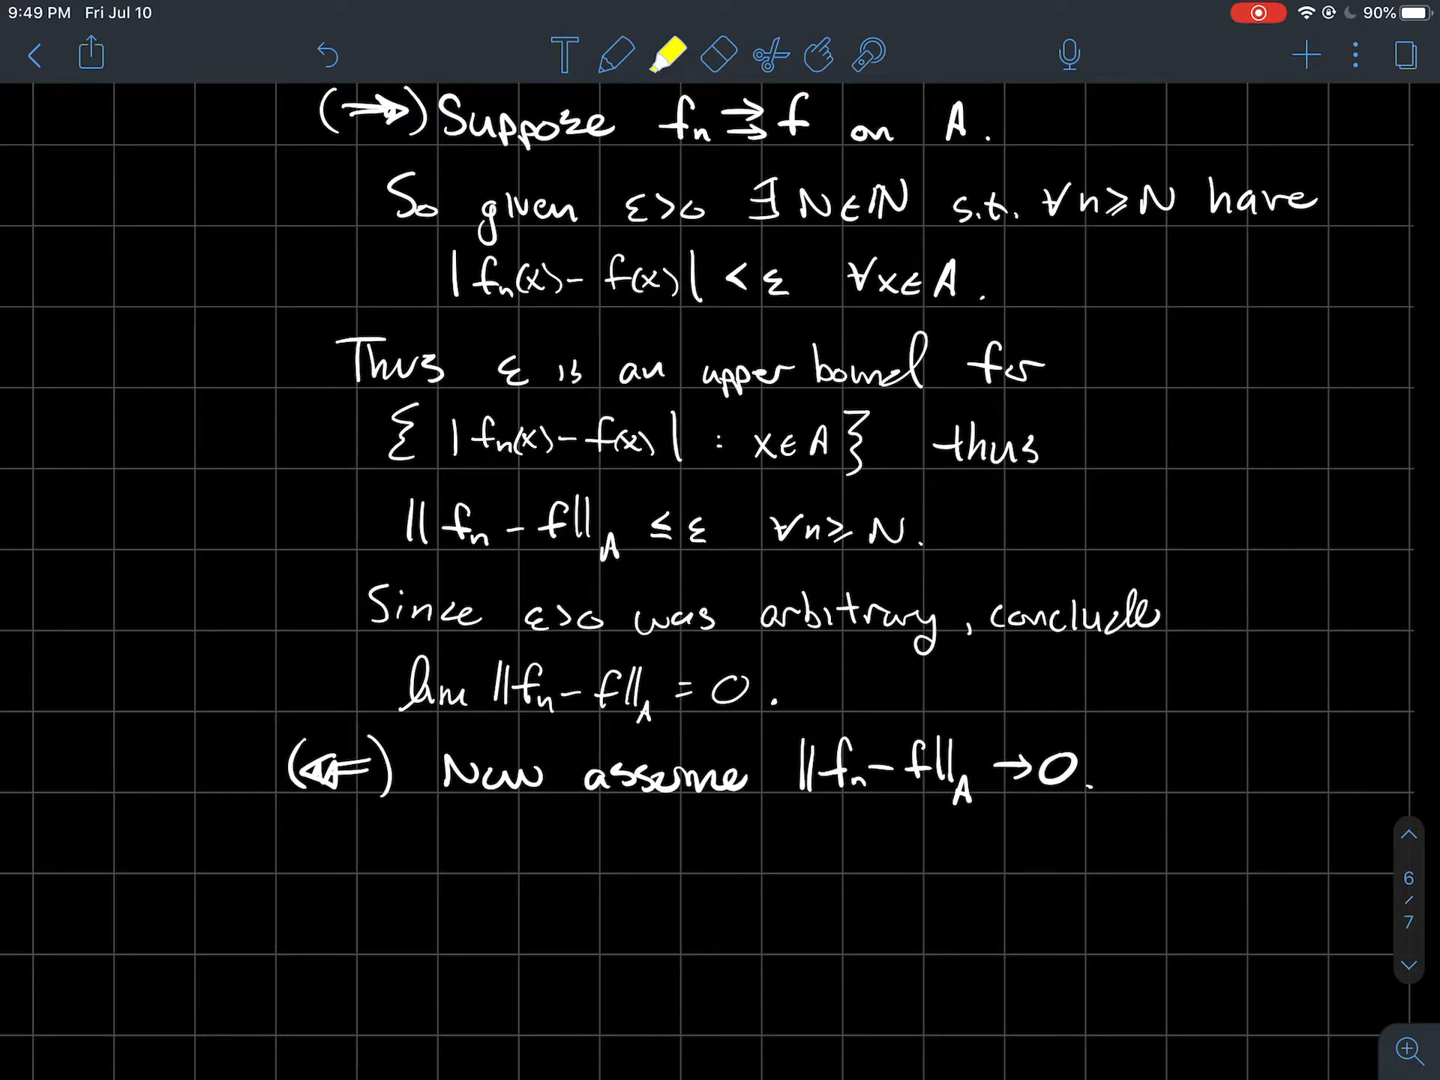 9:49 PM Fri Jul 10
90%
(⇒) Suppose fₙ ⇉ f on A.
So given ε>0 ∃ N∈ℕ s.t. ∀n≥N have
|fₙ(x) - f(x)| < ε ∀x∈A.
Thus ε is an upper bound for
{ |fₙ(x) - f(x)| : x∈A } thus
||fₙ - f||_A ≤ ε ∀n≥N.
Since ε>0 was arbitrary, conclude
lim ||fₙ - f||_A = 0.
(⇐) Now assume ||fₙ - f||_A → 0.
6
/
7